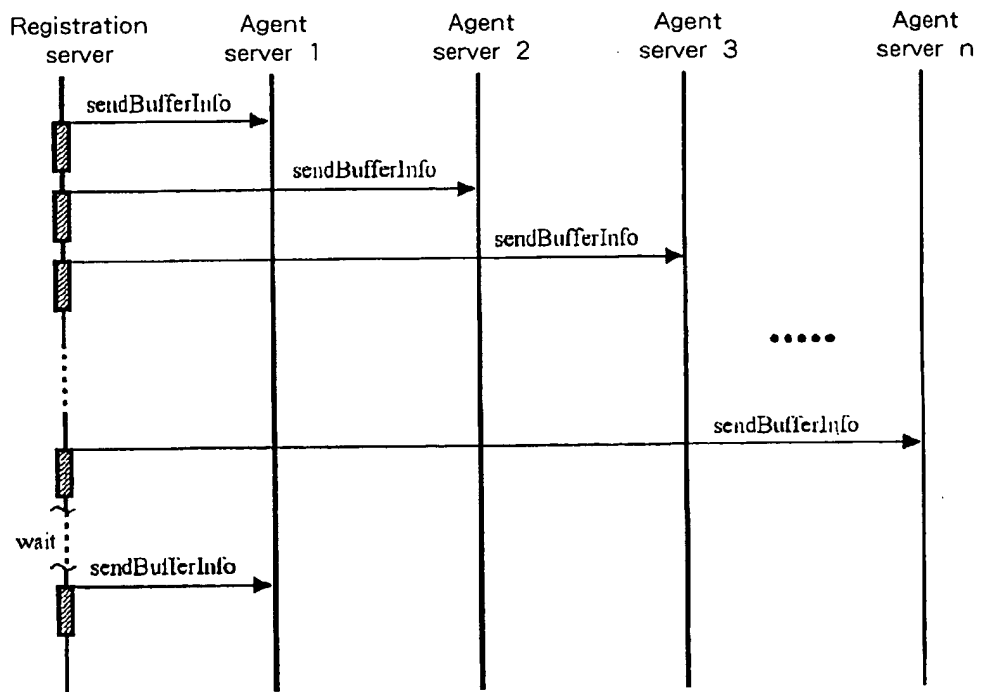 Registration server
Agent server 1
Agent server 2
Agent server 3
Agent server n
sendBufferInfo
sendBufferInfo
sendBufferInfo
sendBufferInfo
wait
sendBufferInfo